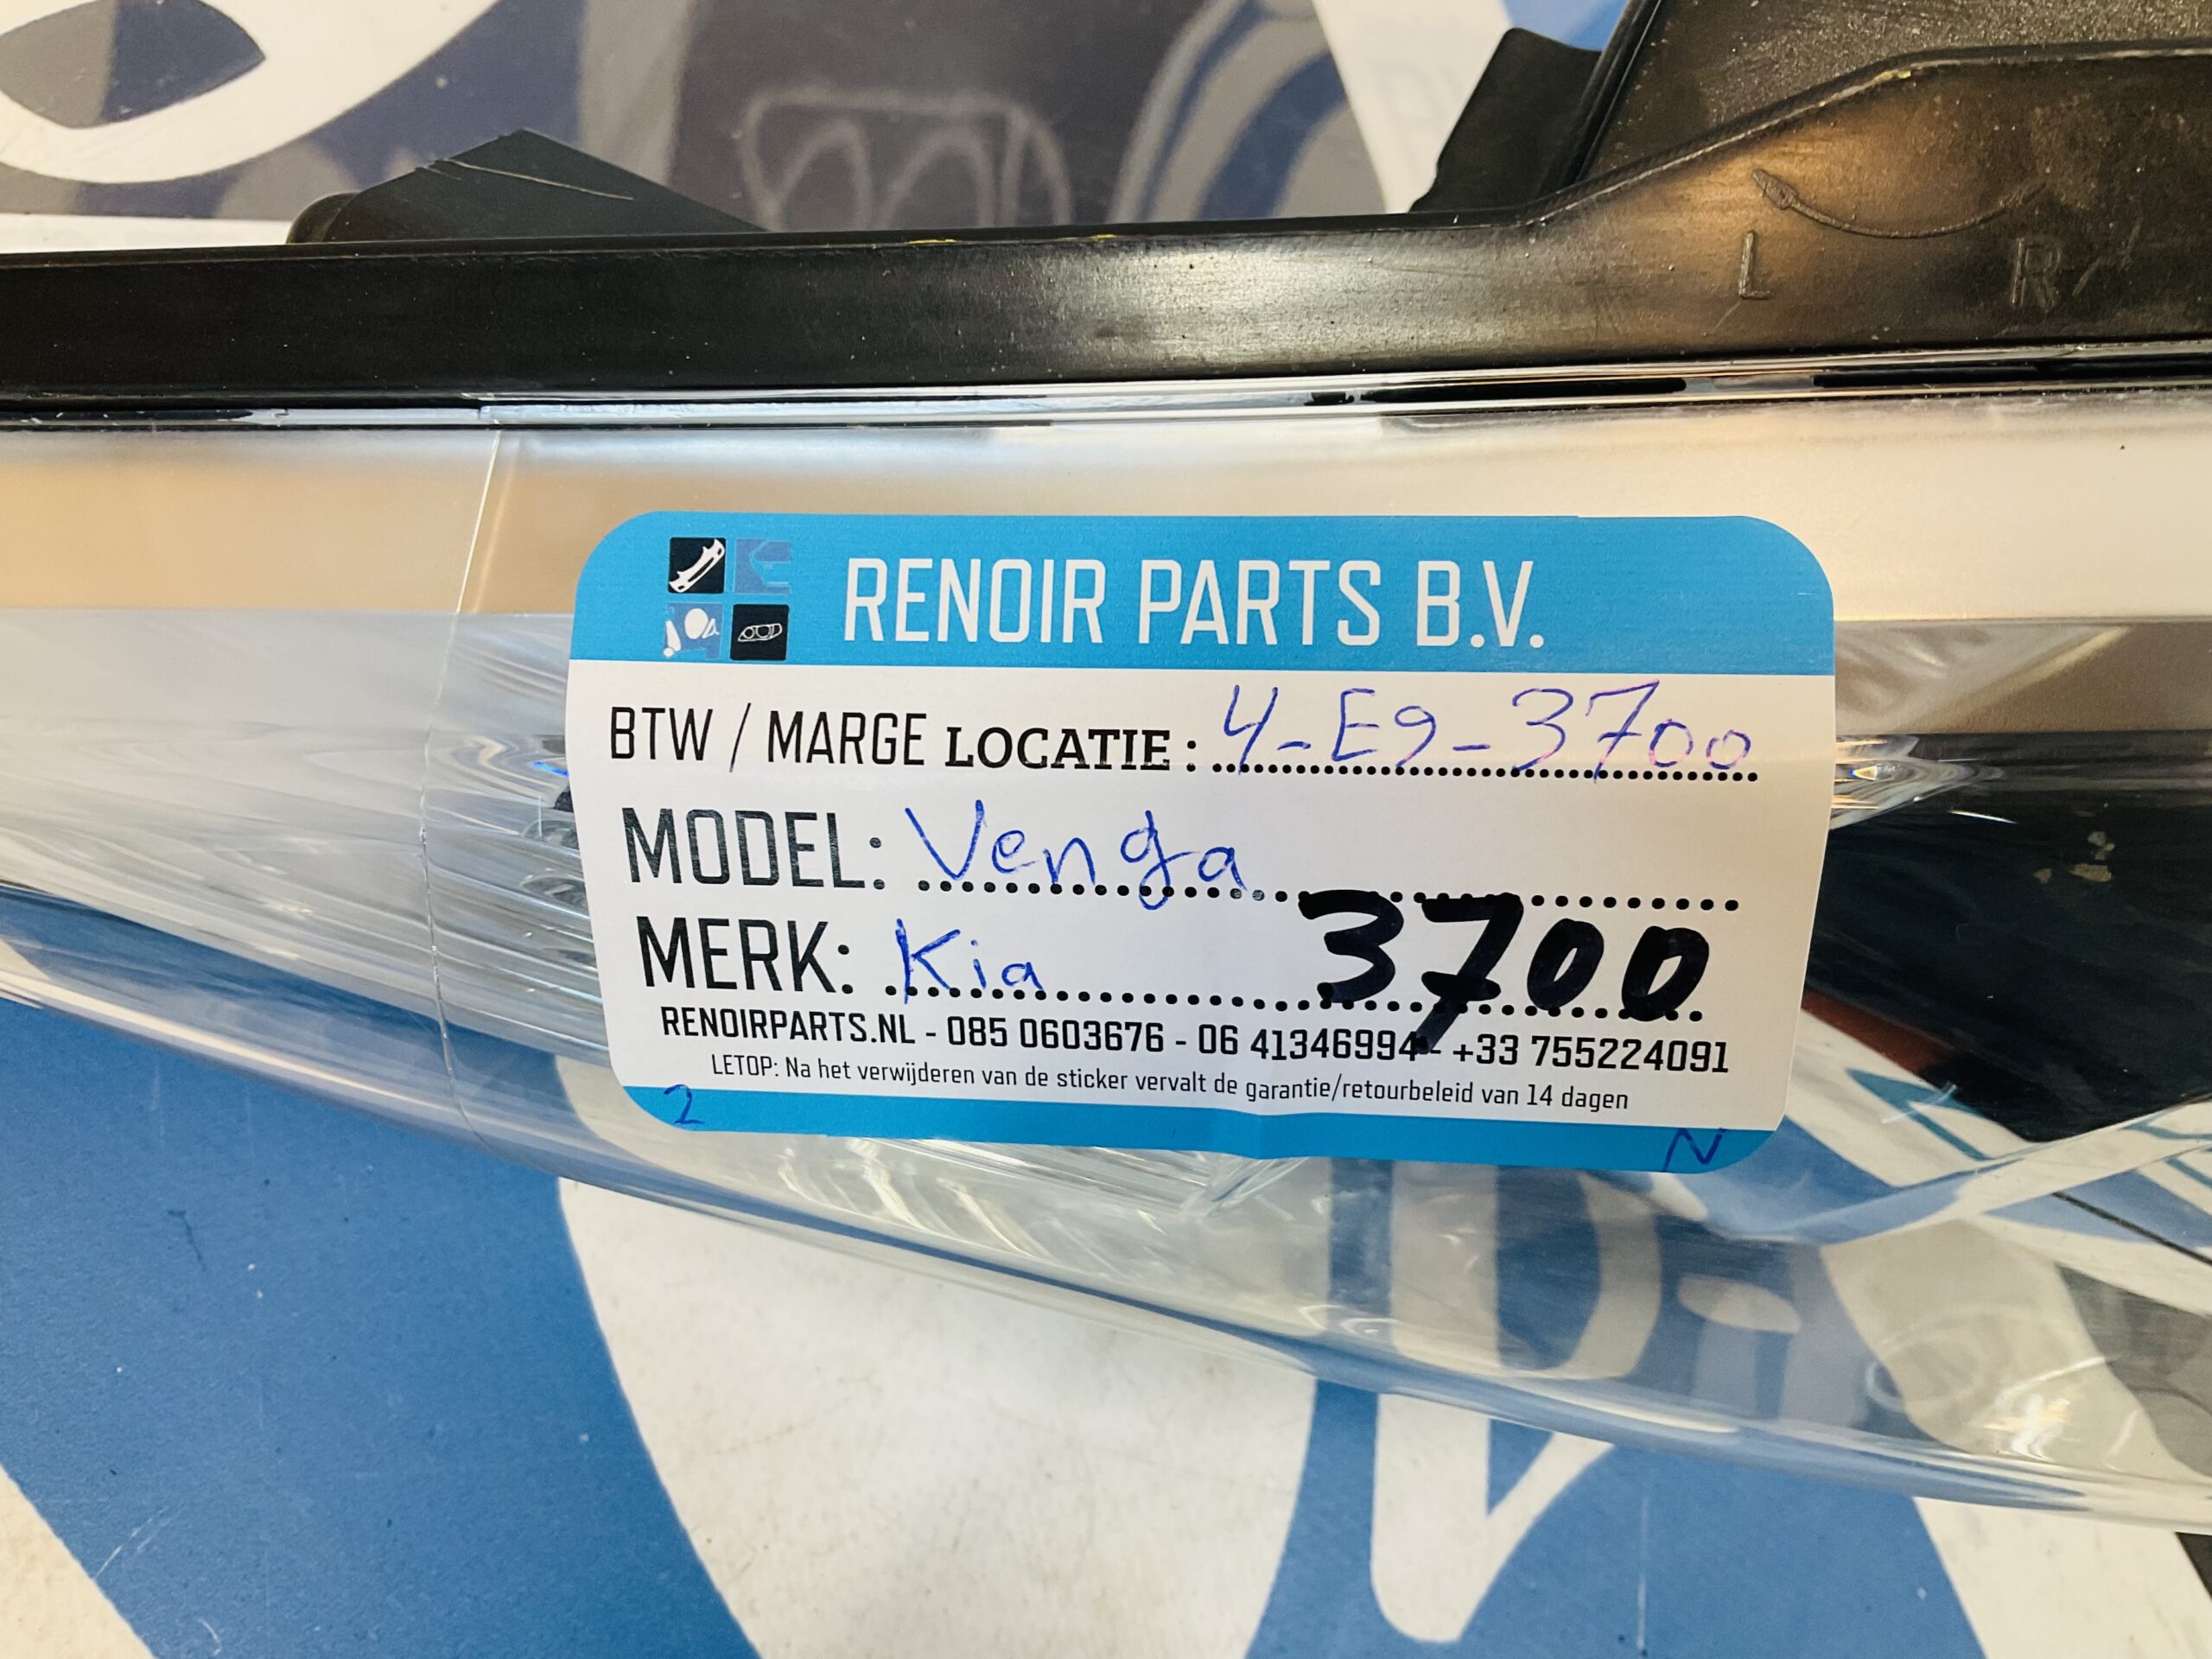 L R
RENOIR PARTS B.V.
BTW / MARGE LOCATIE : 4-E9-3700
MODEL: Venga
MERK: Kia 3700
RENOIRPARTS.NL - 085 0603676 - 06 41346994 - +33 755224091
LETOP: Na het verwijderen van de sticker vervalt de garantie/retourbeleid van 14 dagen
2 N